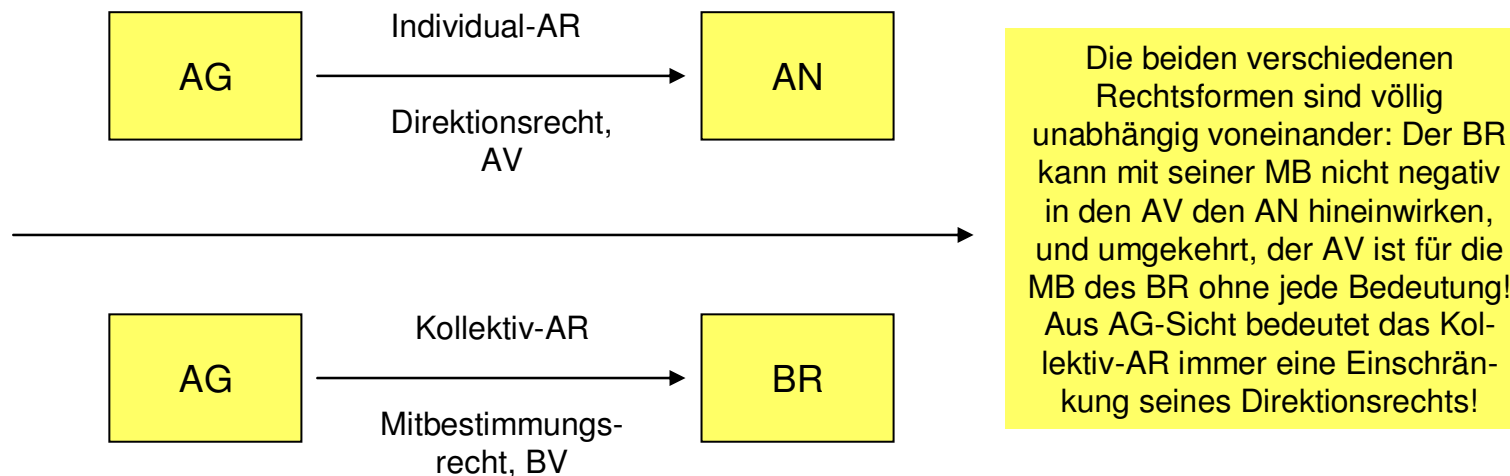 Individual-AR
AG
AN
Direktionsrecht,
AV
Kollektiv-AR
AG
BR
Mitbestimmungs-
recht, BV
Die beiden verschiedenen
Rechtsformen sind völlig
unabhängig voneinander: Der BR
kann mit seiner MB nicht negativ
in den AV den AN hineinwirken,
und umgekehrt, der AV ist für die
MB des BR ohne jede Bedeutung!
Aus AG-Sicht bedeutet das Kol-
lektiv-AR immer eine Einschrän-
kung seines Direktionsrechts!